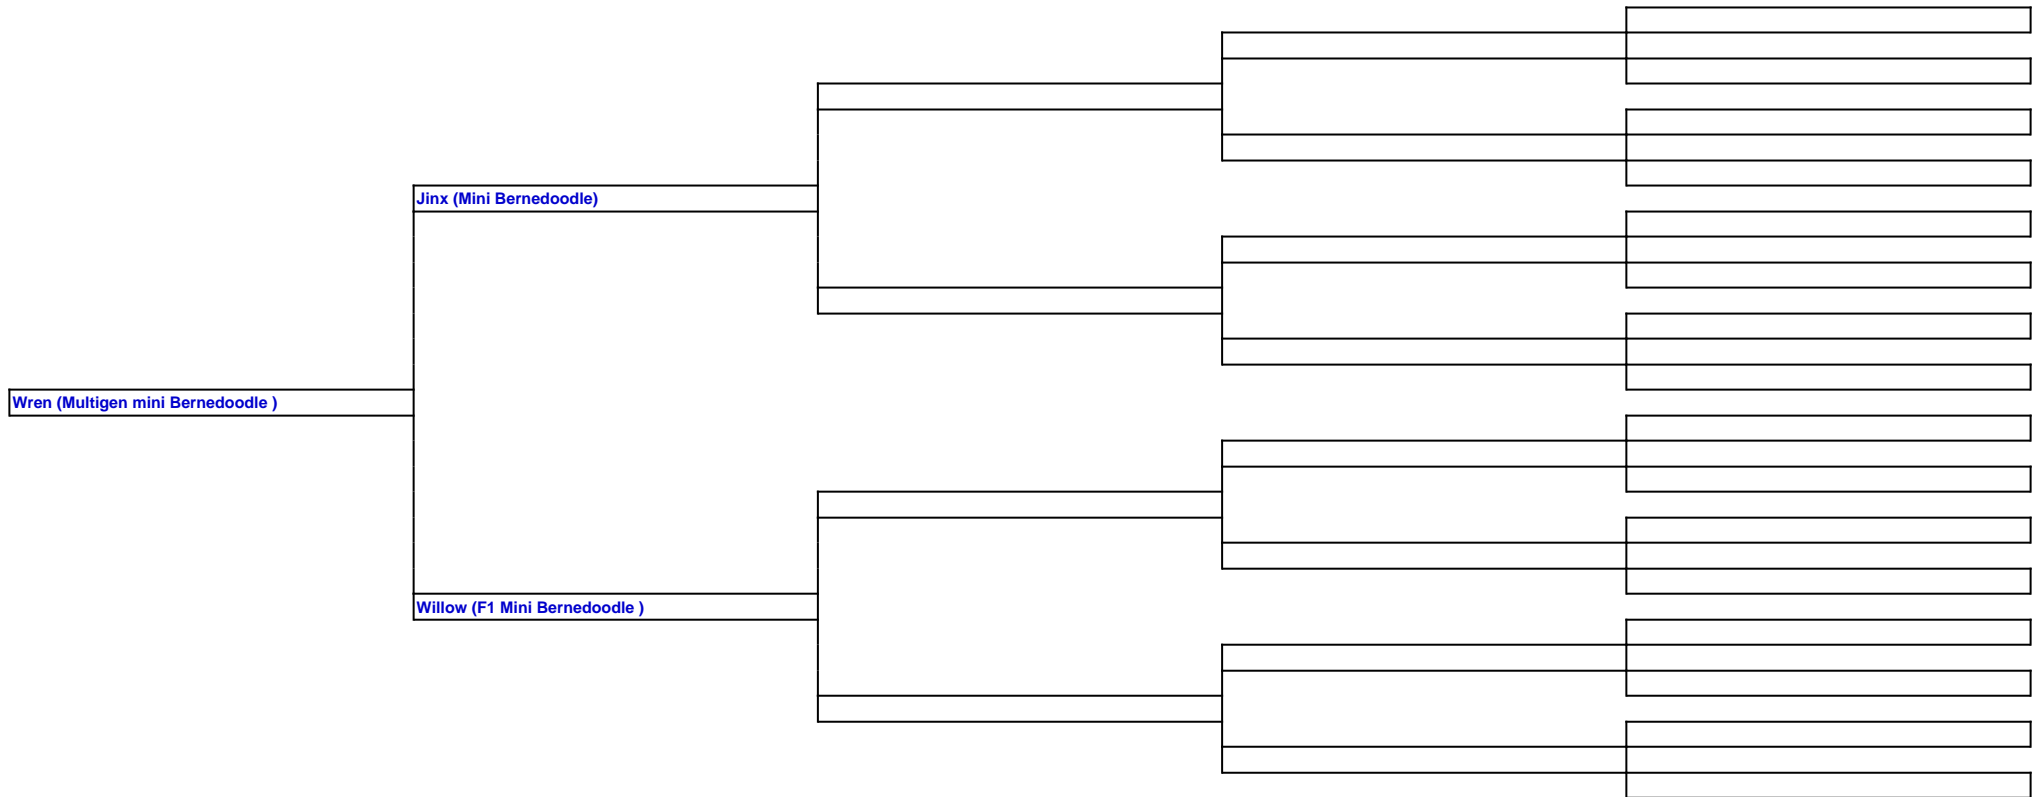 Jinx (Mini Bernedoodle)
Wren (Multigen mini Bernedoodle )
Willow (F1 Mini Bernedoodle )